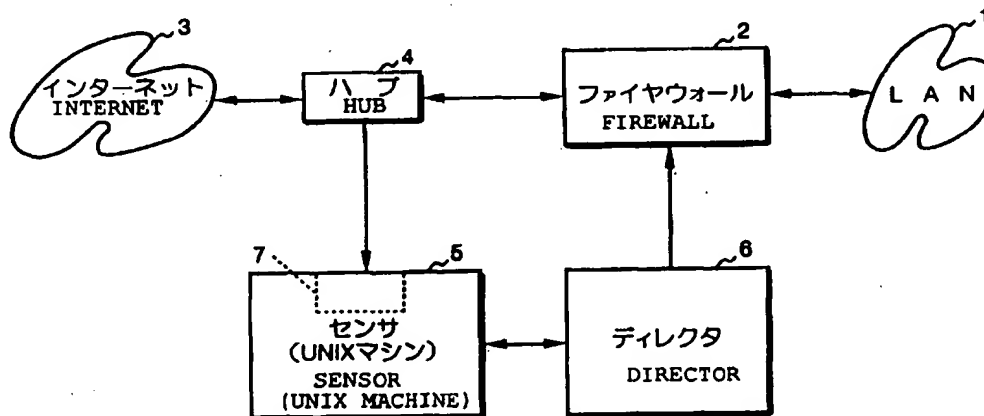 3
インターネット
INTERNET
4
ハブ
HUB
2
ファイヤウォール
FIREWALL
1
LAN
7
5
センサ
(UNIXマシン)
SENSOR
(UNIX MACHINE)
6
ディレクタ
DIRECTOR